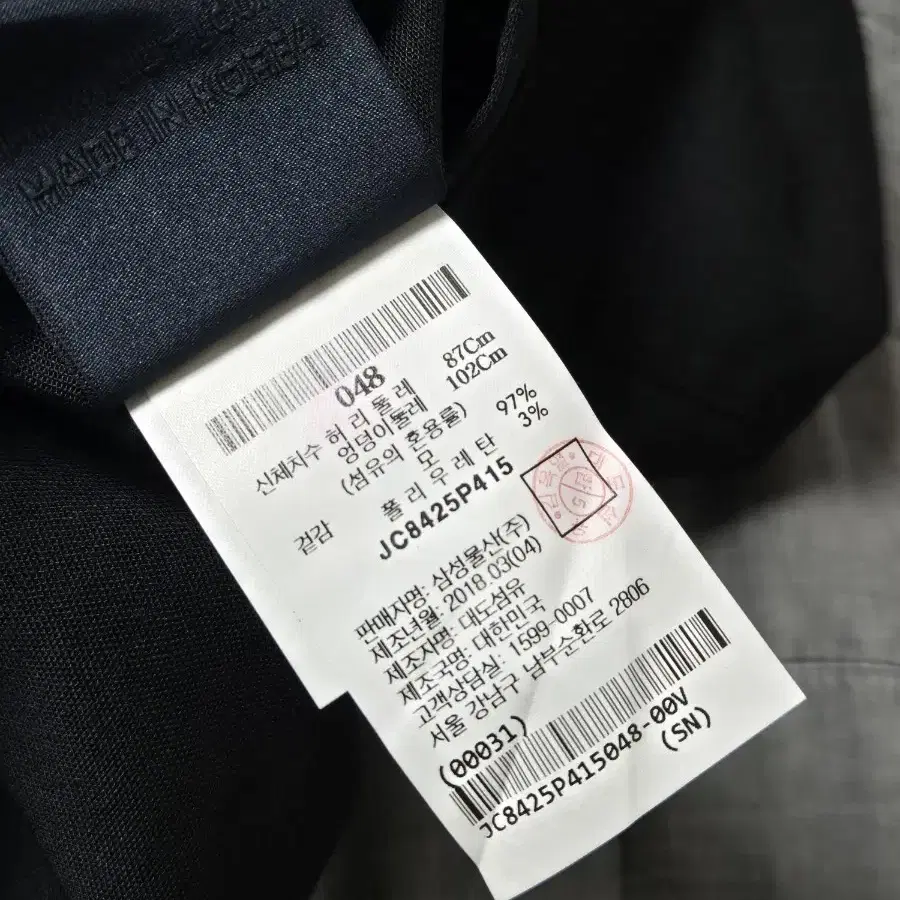 MADE IN KOREA
048
신체치수 허리둘레 87Cm
엉덩이둘레 102Cm
(섬유의 혼용률)
겉감 모 97%
폴리우레탄 3%
JC8425P415
판매자명: 삼성물산(주)
제조년월: 2018.03(04)
제조자명: 대도섬유
제조국명: 대한민국
고객상담실: 1599-0007
서울 강남구 남부순환로 2806
(00031)
JC8425P415048-00V
(SN)